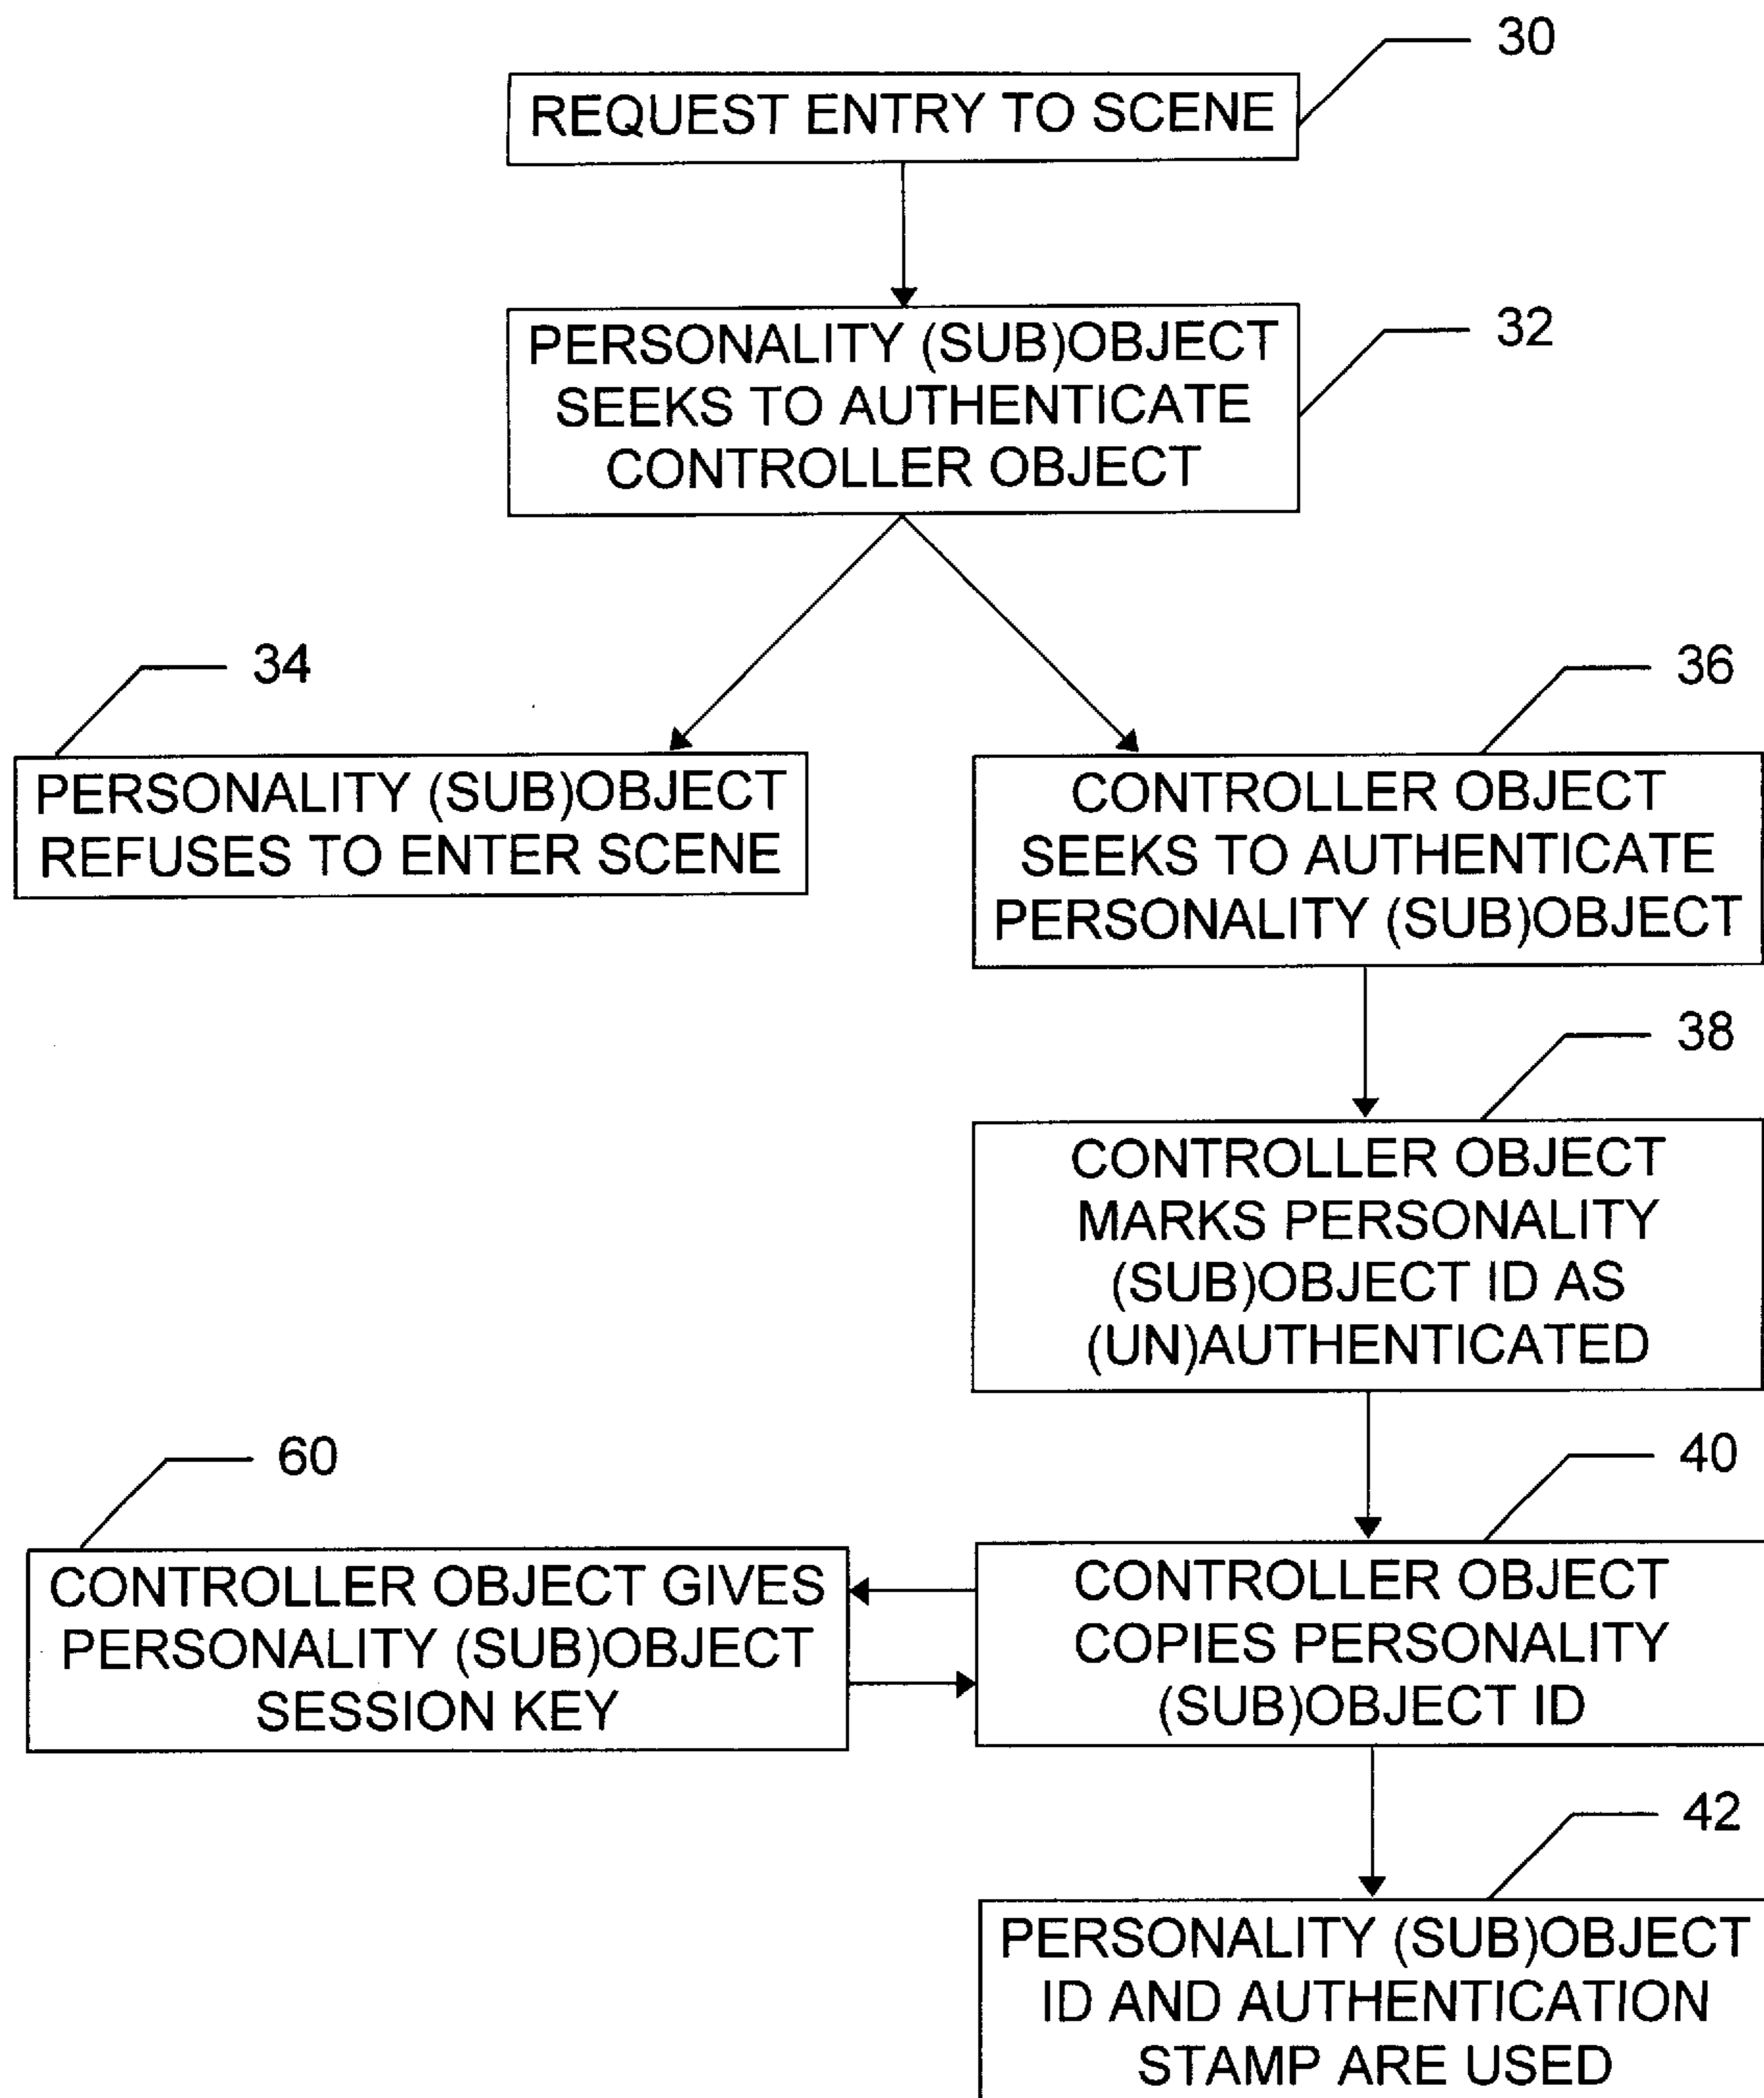 30
REQUEST ENTRY TO SCENE
32
PERSONALITY (SUB)OBJECT
SEEKS TO AUTHENTICATE
CONTROLLER OBJECT
34
PERSONALITY (SUB)OBJECT
REFUSES TO ENTER SCENE
36
CONTROLLER OBJECT
SEEKS TO AUTHENTICATE
PERSONALITY (SUB)OBJECT
38
CONTROLLER OBJECT
MARKS PERSONALITY
(SUB)OBJECT ID AS
(UN)AUTHENTICATED
60
CONTROLLER OBJECT GIVES
PERSONALITY (SUB)OBJECT
SESSION KEY
40
CONTROLLER OBJECT
COPIES PERSONALITY
(SUB)OBJECT ID
42
PERSONALITY (SUB)OBJECT
ID AND AUTHENTICATION
STAMP ARE USED